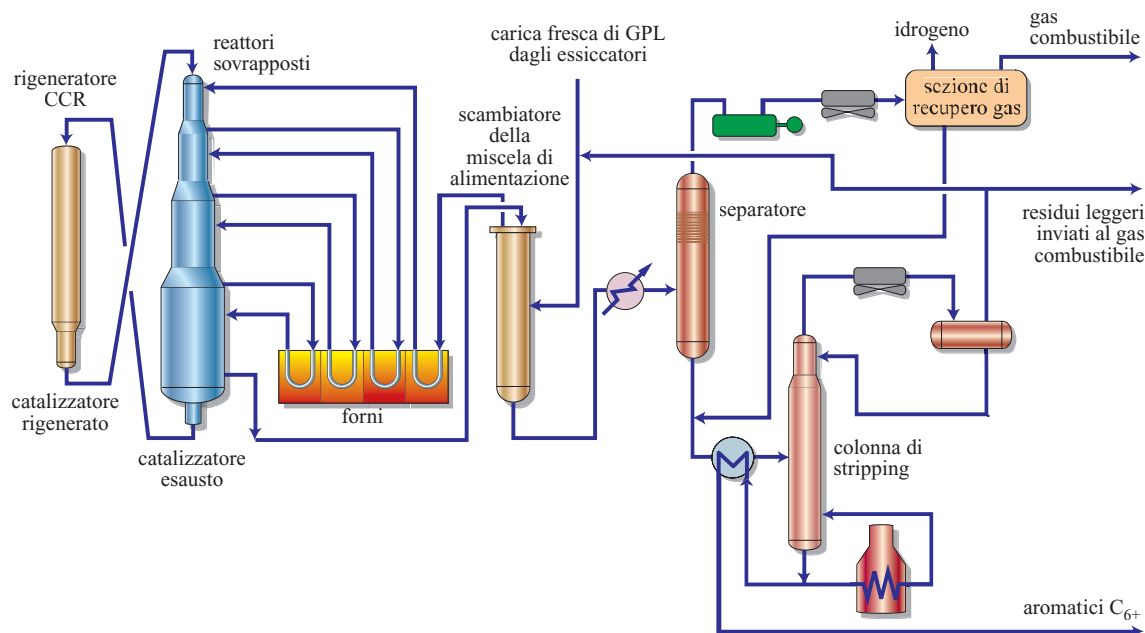 reattori
sovrapposti
rigeneratore
CCR
carica fresca di GPL
dagli essiccatori
scambiatore
della
miscela di
alimentazione
idrogeno
gas
combustibile
sezione di
recupero gas
separatore
residui leggeri
inviati al gas
combustibile
catalizzatore
rigenerato
forni
catalizzatore
esausto
colonna di
stripping
aromatici C6+